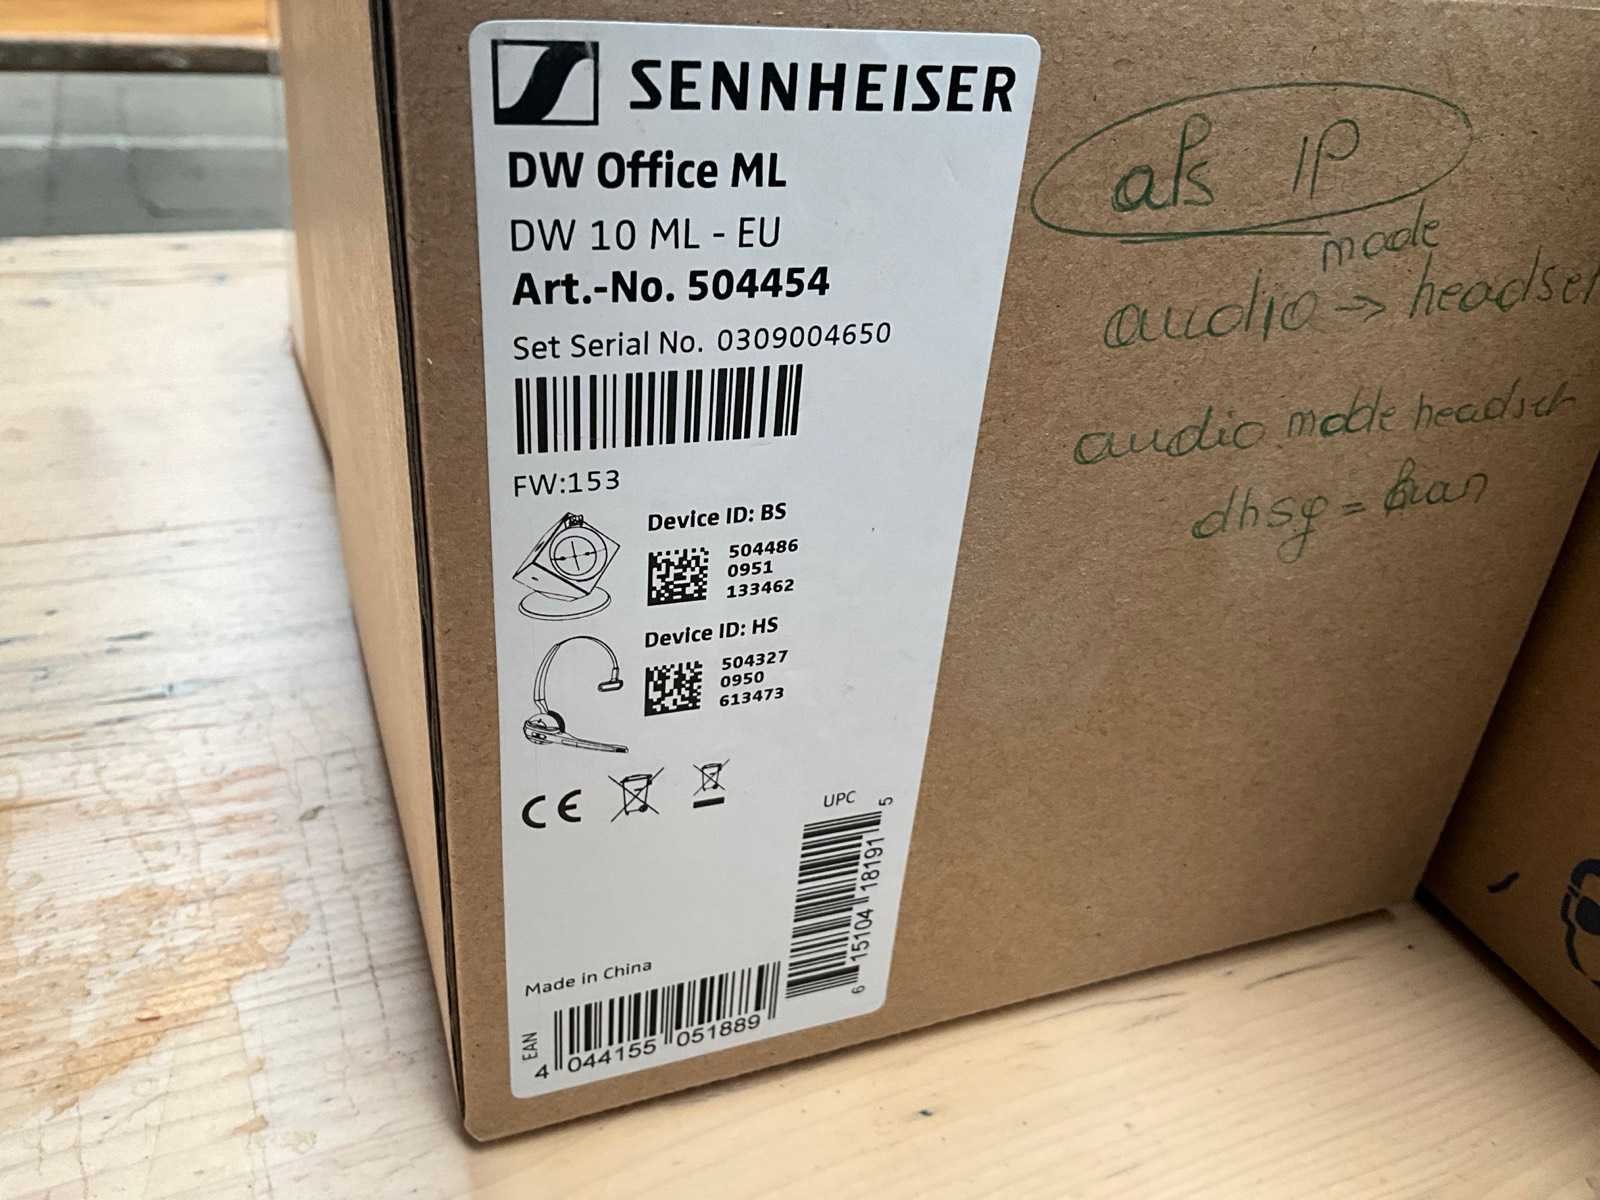 SENNHEISER
DW Office ML
DW 10 ML - EU
Art.-No. 504454
Set Serial No. 0309004650
FW:153
Device ID: BS
504486
0951
133462
Device ID: HS
504327
0950
613473
CE
UPC
6 15104 18191 5
Made in China
EAN
4 044155 051889
aPs IP
mode
audio → headset
audio mode headset
dhsg =